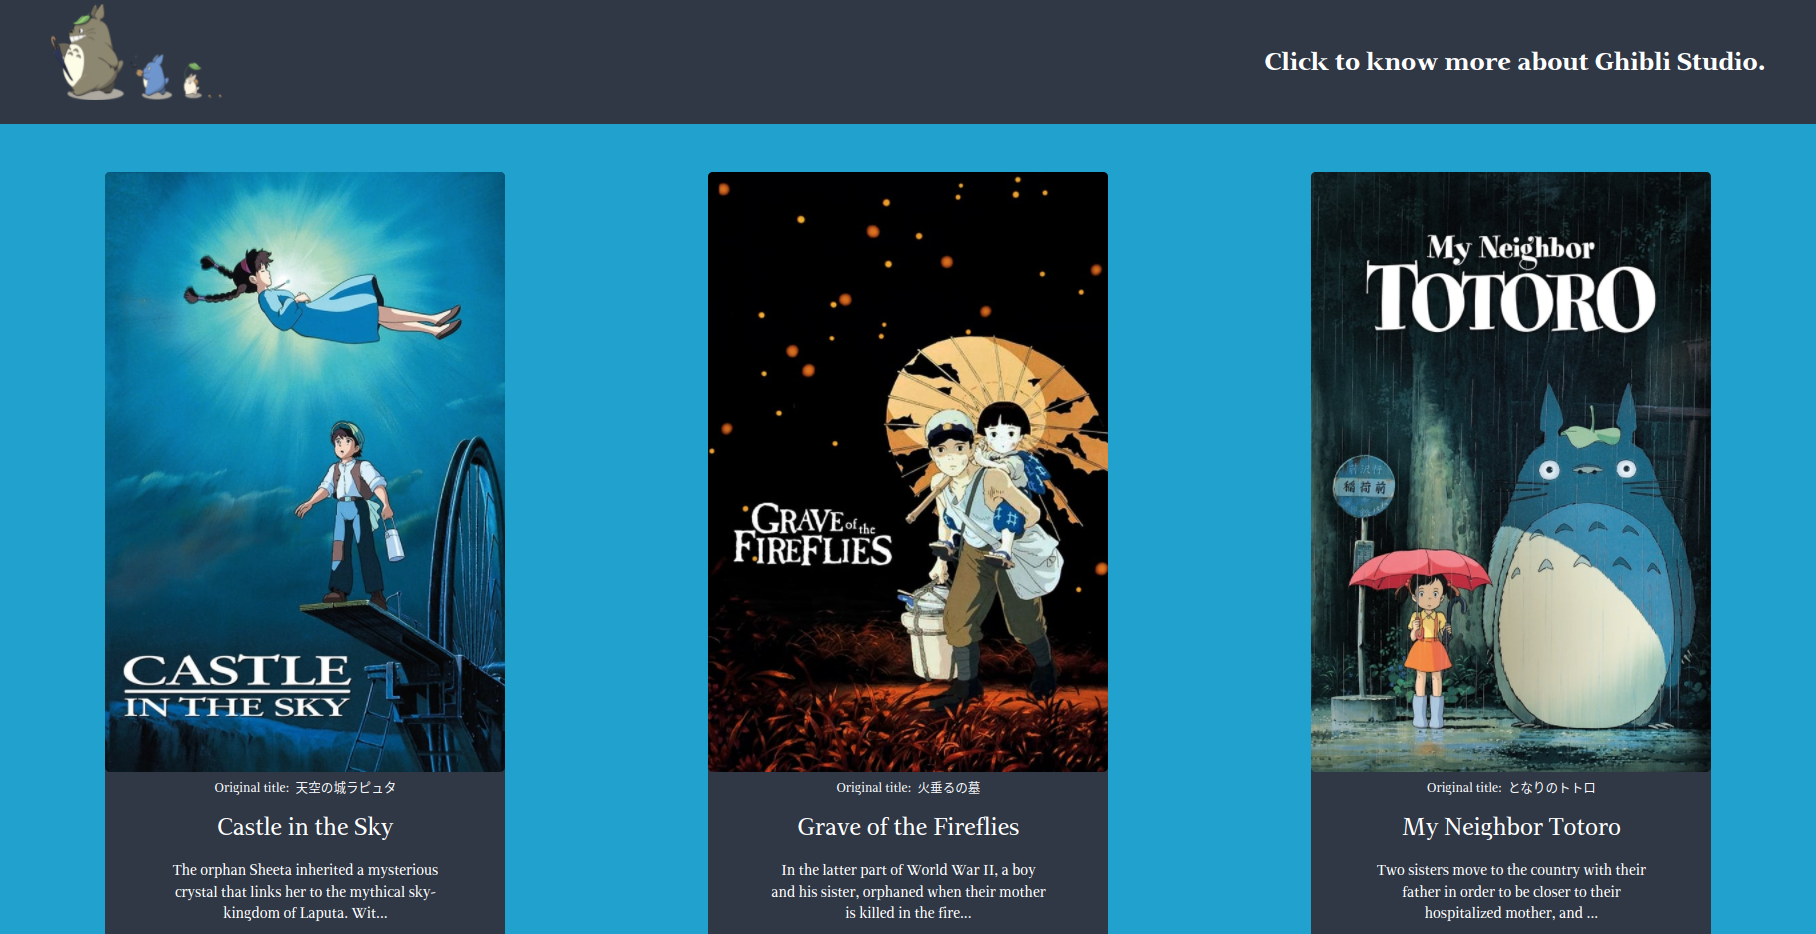 Click to know more about Ghibli Studio.
CASTLE
IN THE SKY
Original title: 天空の城ラピュタ
Castle in the Sky
The orphan Sheeta inherited a mysterious
crystal that links her to the mythical sky-
kingdom of Laputa. Wit...
GRAVE of the
FIREFLIES
Original title: 火垂るの墓
Grave of the Fireflies
In the latter part of World War II, a boy
and his sister, orphaned when their mother
is killed in the fire...
My Neighbor
TOTORO
稲荷前
Original title: となりのトトロ
My Neighbor Totoro
Two sisters move to the country with their
father in order to be closer to their
hospitalized mother, and ...